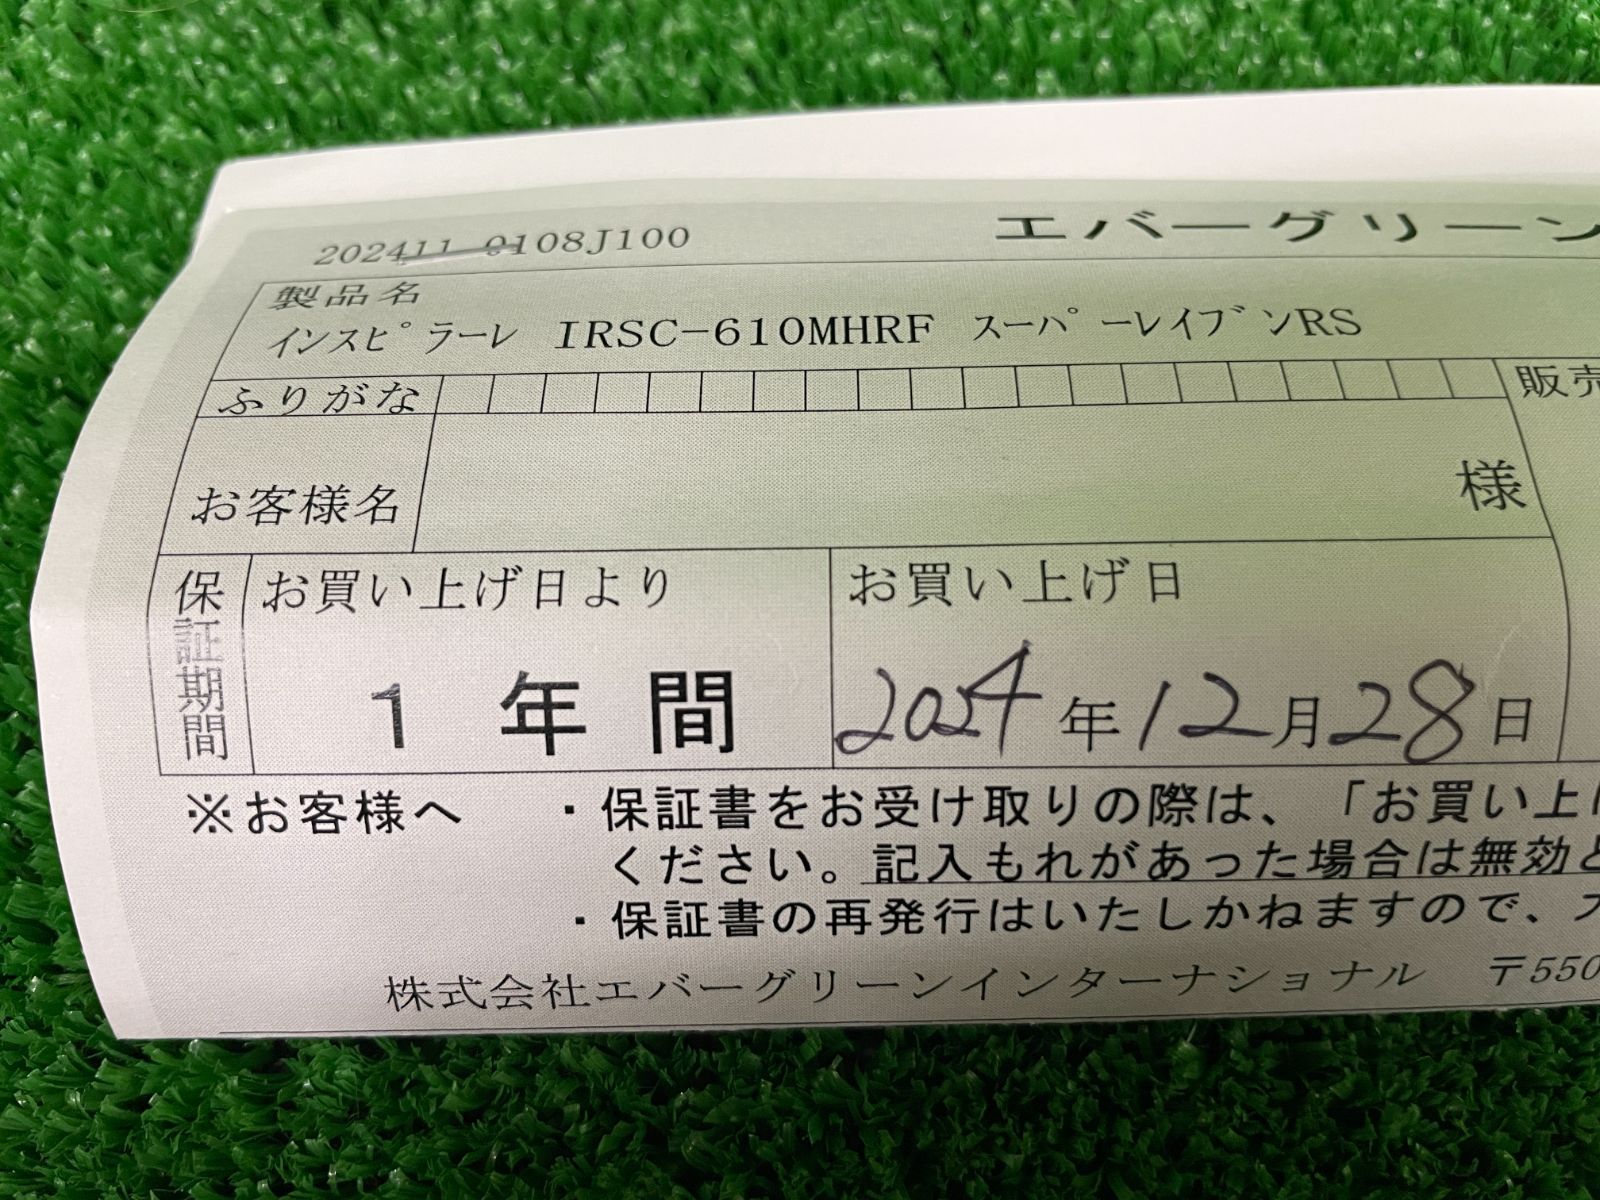 202411-0108J100
エバーグリーン
製品名
インスピラーレ IRSC-610MHRF スーパーレイブンRS
ふりがな
販売
お客様名
様
保証期間
お買い上げ日より
1年間
お買い上げ日
2024年12月28日
※お客様へ ・保証書をお受け取りの際は、「お買い上げ
ください。記入もれがあった場合は無効と
・保証書の再発行はいたしかねますので、大
株式会社エバーグリーンインターナショナル 〒550